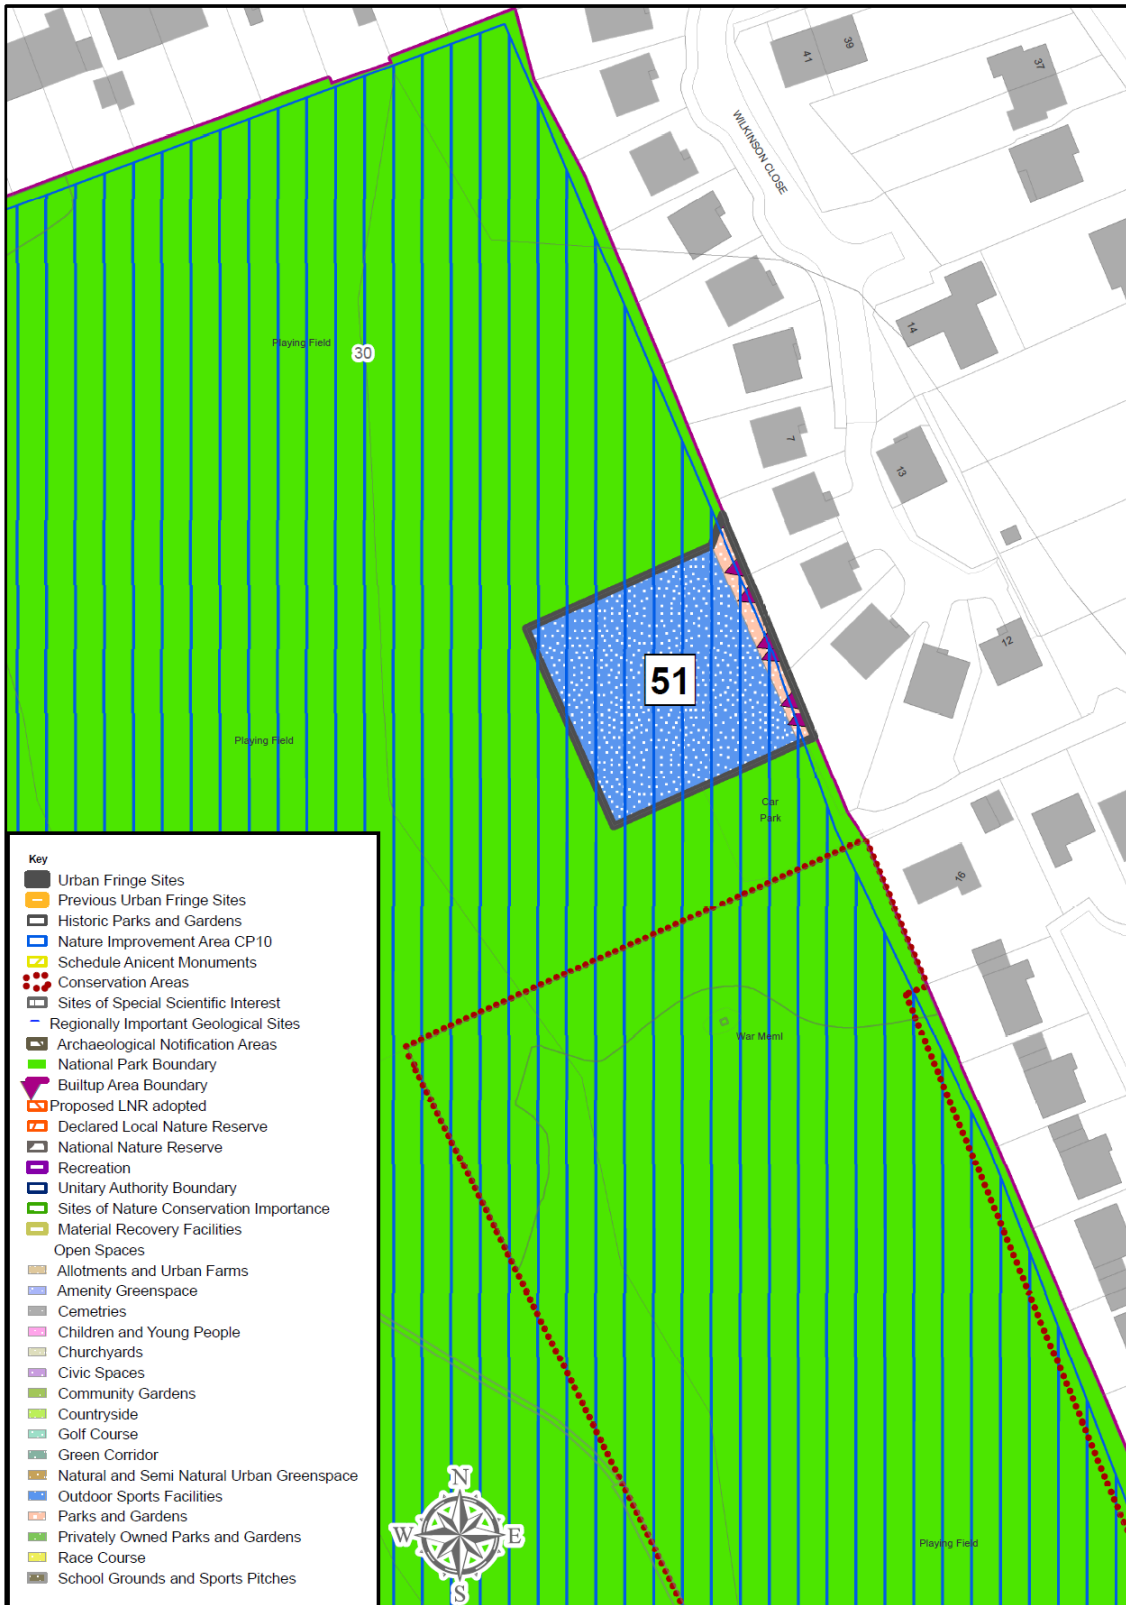 39
41
37
WILKINSON CLOSE
14
Playing Field
30
7
13
12
51
Playing Field
Car
Park
16
War Meml
Key
Urban Fringe Sites
Previous Urban Fringe Sites
Historic Parks and Gardens
Nature Improvement Area CP10
Schedule Anicent Monuments
Conservation Areas
Sites of Special Scientific Interest
Regionally Important Geological Sites
Archaeological Notification Areas
National Park Boundary
Builtup Area Boundary
Proposed LNR adopted
Declared Local Nature Reserve
National Nature Reserve
Recreation
Unitary Authority Boundary
Sites of Nature Conservation Importance
Material Recovery Facilities
Open Spaces
Allotments and Urban Farms
Amenity Greenspace
Cemetries
Children and Young People
Churchyards
Civic Spaces
Community Gardens
Countryside
Golf Course
Green Corridor
Natural and Semi Natural Urban Greenspace
Outdoor Sports Facilities
Parks and Gardens
Privately Owned Parks and Gardens
Race Course
School Grounds and Sports Pitches
N
W
E
S
Playing Field